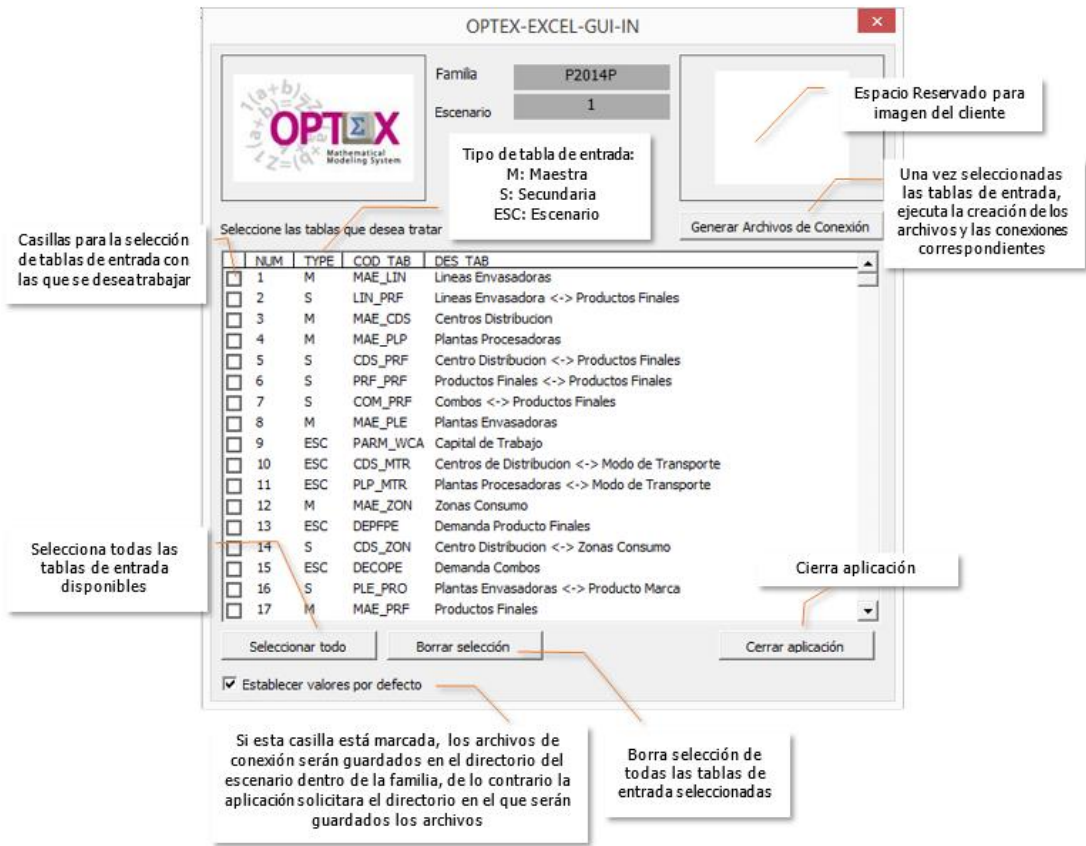 OPTEX-EXCEL-GUI-IN
OPTEX
Mathematical
Modeling System
Familia
P2014P
Escenario
1
Espacio Reservado para
imagen del cliente
Tipo de tabla de entrada:
M: Maestra
S: Secundaria
ESC: Escenario
Una vez seleccionadas
las tablas de entrada,
ejecuta la creación de los
archivos y las conexiones
correspondientes
Casillas para la selección
de tablas de entrada con
las que se desea trabajar
Seleccione las tablas que desea tratar
Generar Archivos de Conexión
NUM TYPE COD_TAB DES_TAB
1 M MAE_LIN Lineas Envasadoras
2 S LIN_PRF Lineas Envasadora <-> Productos Finales
3 M MAE_CDS Centros Distribucion
4 M MAE_PLP Plantas Procesadoras
5 S CDS_PRF Centro Distribucion <-> Productos Finales
6 S PRF_PRF Productos Finales <-> Productos Finales
7 S COM_PRF Combos <-> Productos Finales
8 M MAE_PLE Plantas Envasadoras
9 ESC PARM_WCA Capital de Trabajo
10 ESC CDS_MTR Centros de Distribucion <-> Modo de Transporte
11 ESC PLP_MTR Plantas Procesadoras <-> Modo de Transporte
12 M MAE_ZON Zonas Consumo
13 ESC DEPFPE Demanda Producto Finales
14 S CDS_ZON Centro Distribucion <-> Zonas Consumo
15 ESC DECOPE Demanda Combos
16 S PLE_PRO Plantas Envasadoras <-> Producto Marca
17 M MAE_PRF Productos Finales
Selecciona todas las
tablas de entrada
disponibles
Cierra aplicación
Seleccionar todo
Borrar selección
Cerrar aplicación
Establecer valores por defecto
Si esta casilla está marcada, los archivos de
conexión serán guardados en el directorio del
escenario dentro de la familia, de lo contrario la
aplicación solicitara el directorio en el que serán
guardados los archivos
Borra selección de
todas las tablas de
entrada seleccionadas